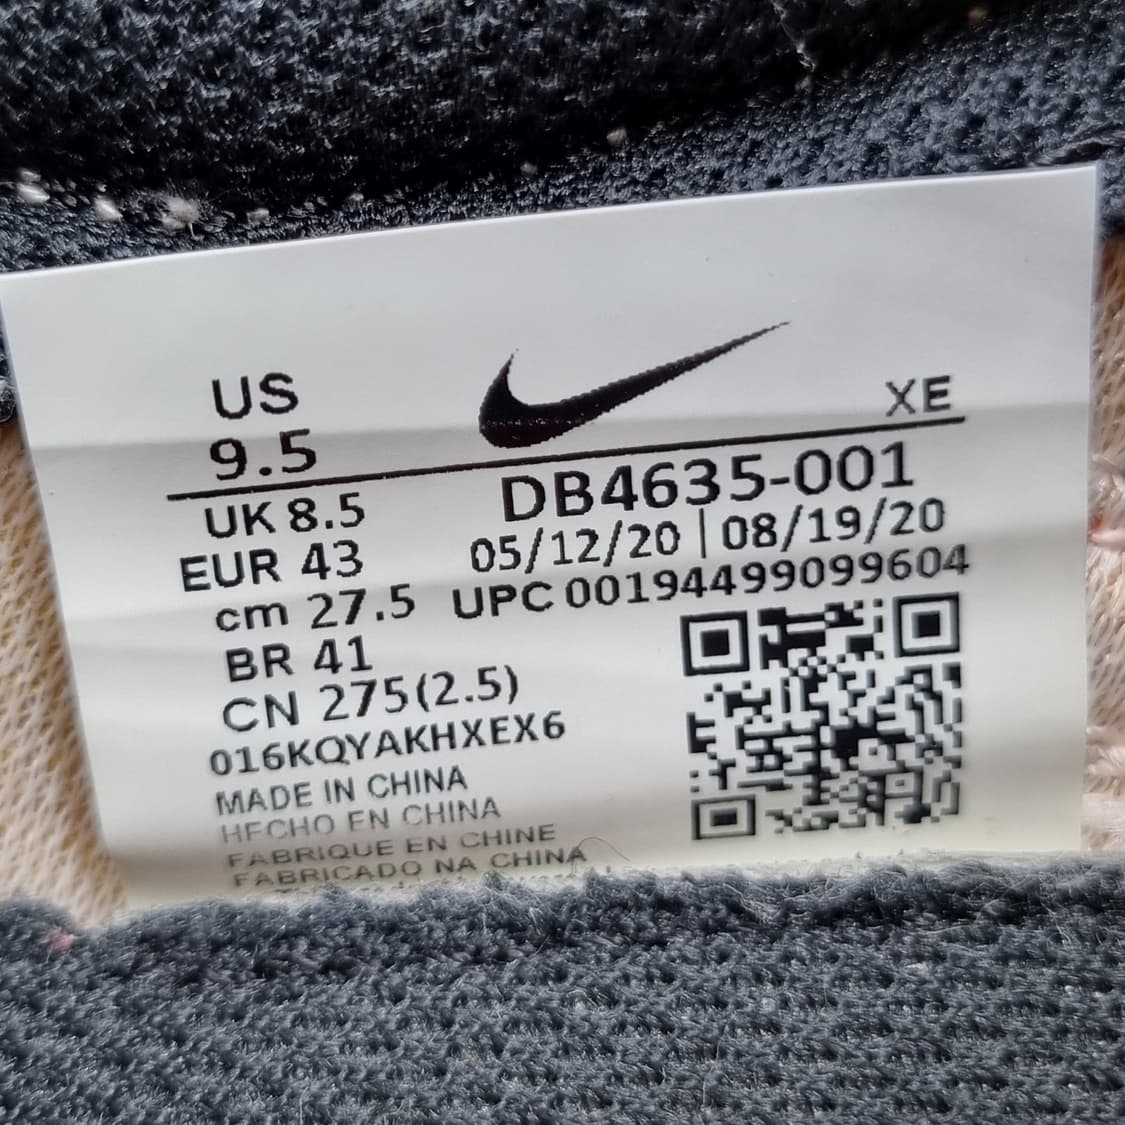 US
9.5
XE
UK 8.5
DB4635-001
EUR 43
05/12/20 | 08/19/20
cm 27.5
UPC 00194499099604
BR 41
CN 275(2.5)
016KQYAKHXEX6
MADE IN CHINA
HECHO EN CHINA
FABRIQUE EN CHINE
FABRICADO NA CHINA